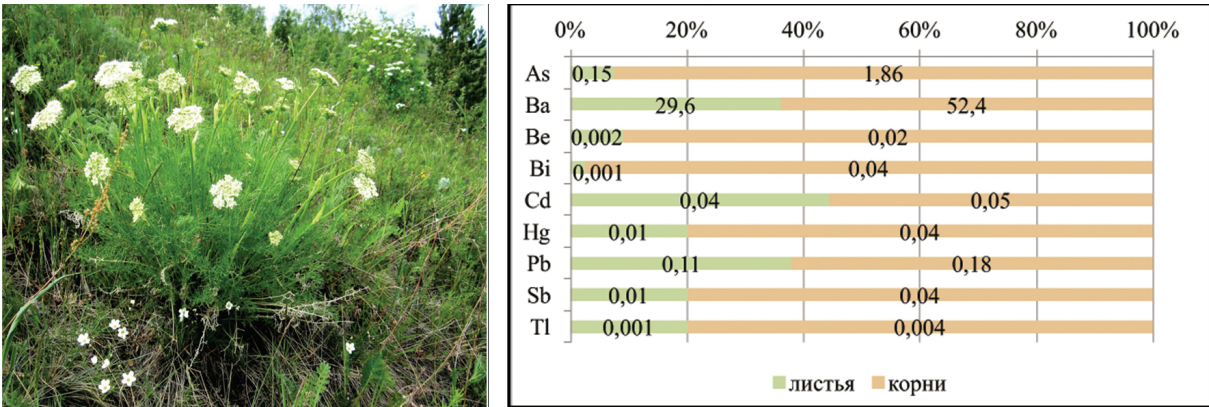 0% 20% 40% 60% 80% 100%
As 0,15 1,86
Ba 29,6 52,4
Be 0,002 0,02
Bi 0,001 0,04
Cd 0,04 0,05
Hg 0,01 0,04
Pb 0,11 0,18
Sb 0,01 0,04
Tl 0,001 0,004
листья корни